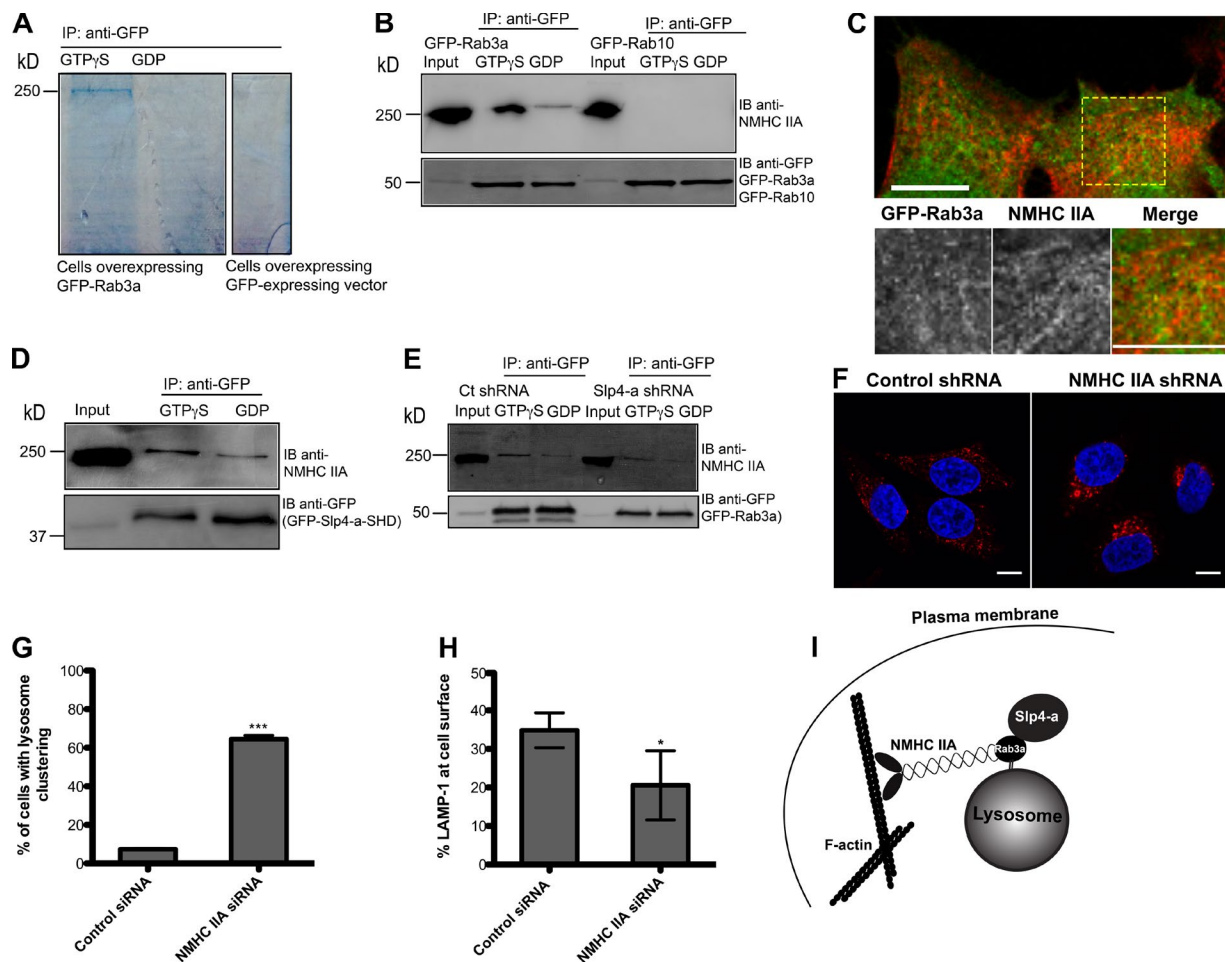 A
IP: anti-GFP
kD
GTPγS GDP
250
Cells overexpressing
GFP-Rab3a
Cells overexpressing
GFP-expressing vector
B
IP: anti-GFP
IP: anti-GFP
kD
GFP-Rab3a
GFP-Rab10
Input GTPγS GDP Input GTPγS GDP
250
IB anti-
NMHC IIA
50
IB anti-GFP
GFP-Rab3a
GFP-Rab10
C
GFP-Rab3a NMHC IIA Merge
D
IP: anti-GFP
kD
Input GTPγS GDP
250
IB anti-
NMHC IIA
IB anti-GFP
(GFP-Slp4-a-SHD)
37
E
IP: anti-GFP
IP: anti-GFP
kD
Ct shRNA Slp4-a shRNA
Input GTPγS GDP Input GTPγS GDP
250
IB anti-
NMHC IIA
50
IB anti-GFP
GFP-Rab3a)
F
Control shRNA NMHC IIA shRNA
G
% of cells with lysosome
clustering
100
80
60
40
20
0
***
Control siRNA
NMHC IIA siRNA
H
% LAMP-1 at cell surface
50
40
30
20
10
0
*
Control siRNA
NMHC IIA siRNA
I
Plasma membrane
Slp4-a
NMHC IIA
Rab3a
Lysosome
F-actin